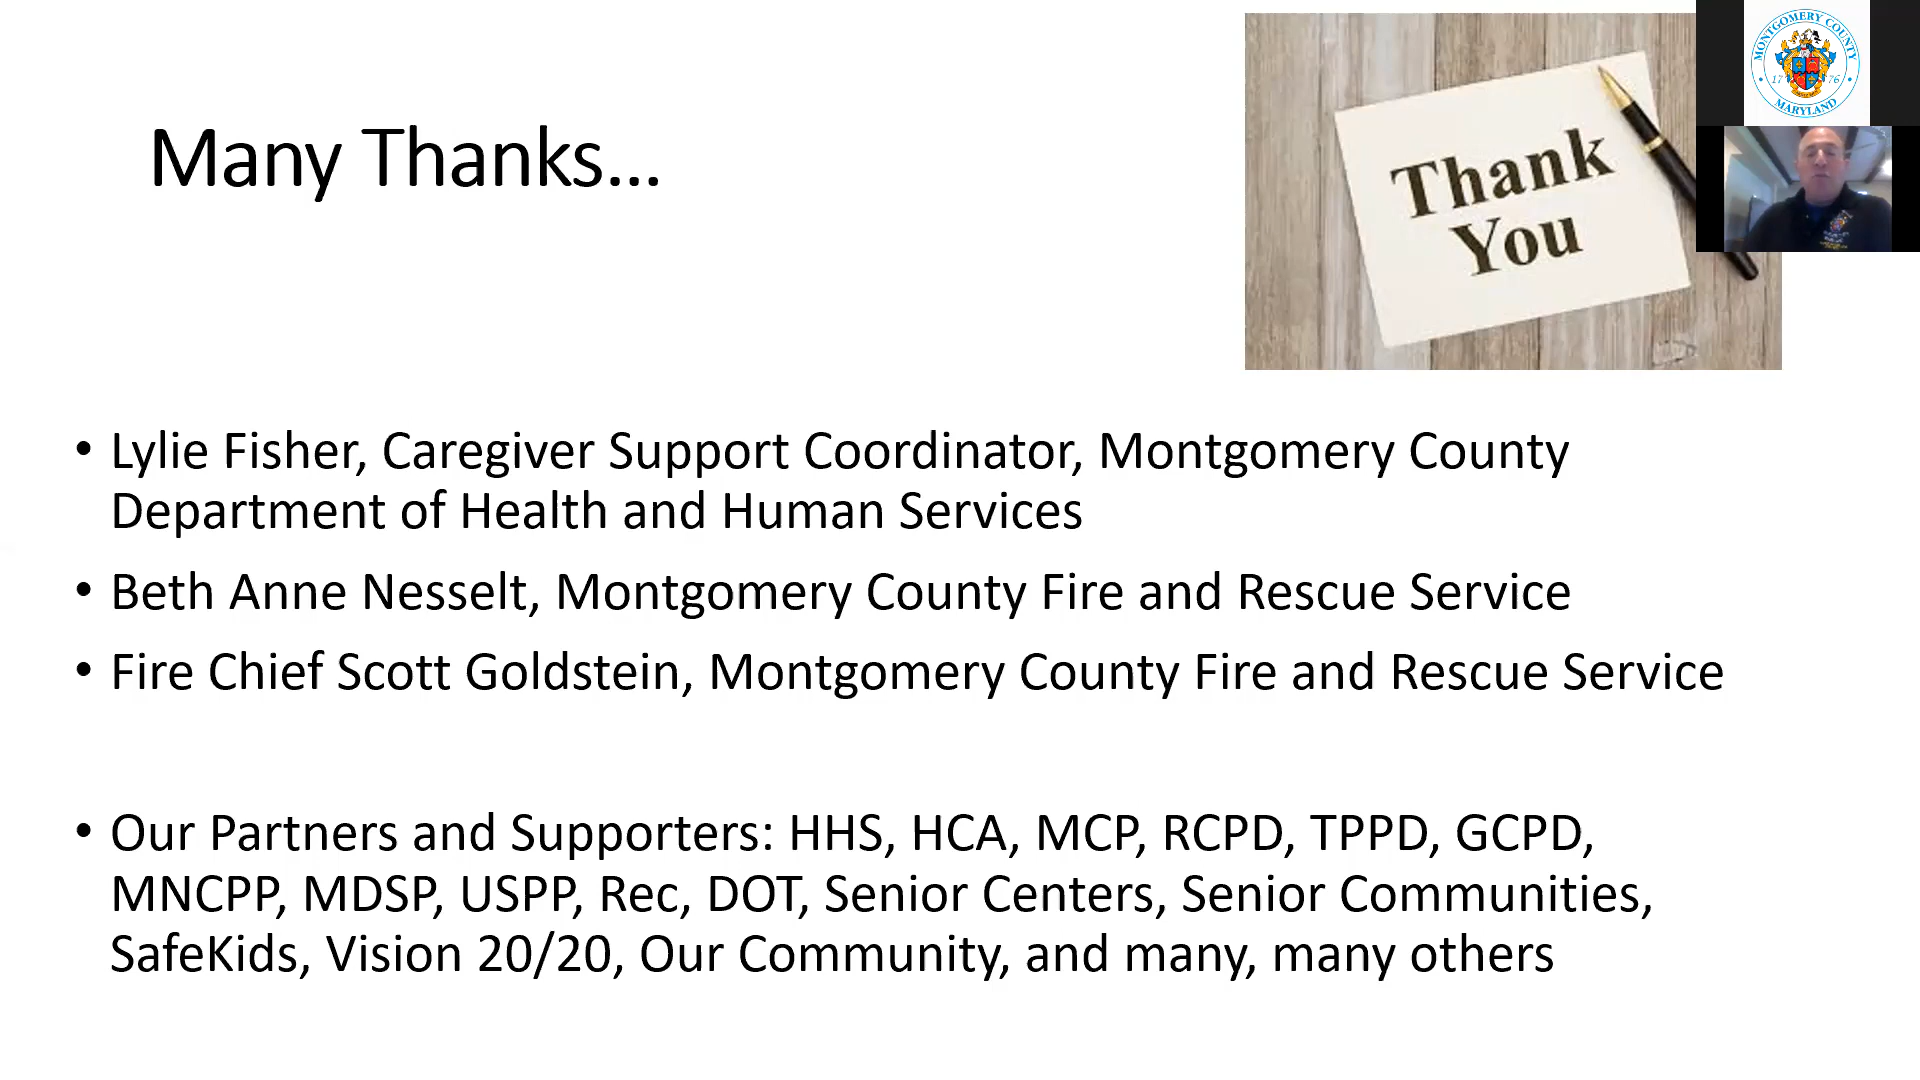 Many Thanks...
Thank
You
MONTGOMERY COUNTY
1776
MARYLAND
• Lylie Fisher, Caregiver Support Coordinator, Montgomery County
Department of Health and Human Services
• Beth Anne Nesselt, Montgomery County Fire and Rescue Service
• Fire Chief Scott Goldstein, Montgomery County Fire and Rescue Service
• Our Partners and Supporters: HHS, HCA, MCP, RCPD, TPPD, GCPD,
MNCPP, MDSP, USPP, Rec, DOT, Senior Centers, Senior Communities,
SafeKids, Vision 20/20, Our Community, and many, many others